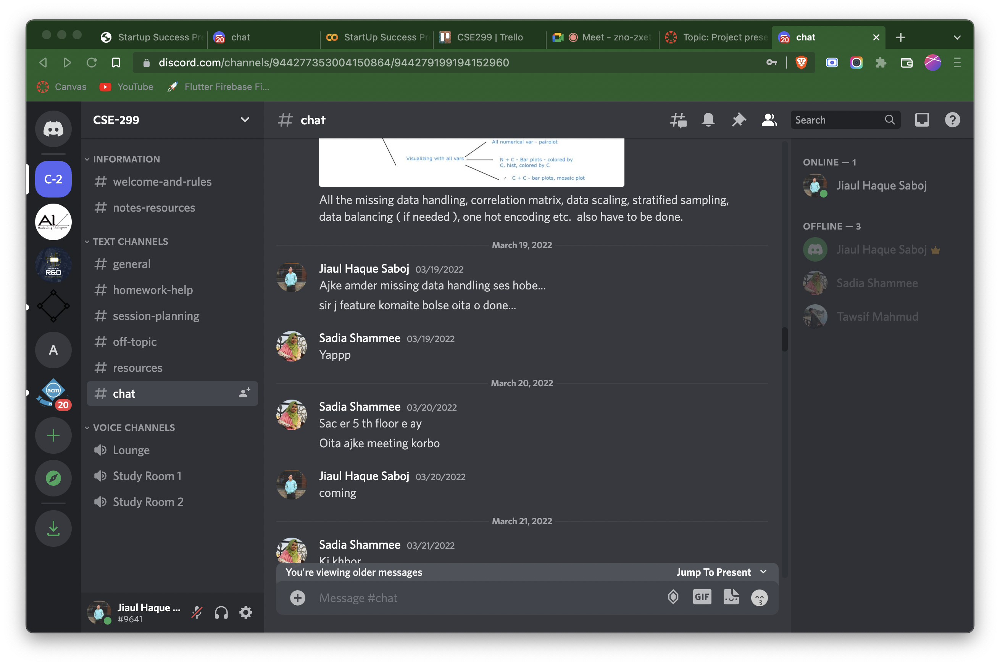 Startup Success Pre
20 chat
StartUp Success Pr
CSE299 | Trello
Meet - zno-zxet
Topic: Project prese
20 chat
discord.com/channels/944277353004150864/944279199194152960
Canvas
YouTube
Flutter Firebase Fi...
CSE-299
chat
Search
C-2
AI
Accelerating Intelligence
R&D
A
acm
N
20
INFORMATION
welcome-and-rules
notes-resources
TEXT CHANNELS
general
homework-help
session-planning
off-topic
resources
chat
VOICE CHANNELS
Lounge
Study Room 1
Study Room 2
Jiaul Haque ...
#9641
All numerical var - pairplot
Visualizing with all vars
N + C - Bar plots - colored by
C, hist, colored by C
- C + C - bar plots, mosaic plot
All the missing data handling, correlation matrix, data scaling, stratified sampling,
data balancing ( if needed ), one hot encoding etc.  also have to be done.
March 19, 2022
Jiaul Haque Saboj 03/19/2022
Ajke amder missing data handling ses hobe...
sir j feature komaite bolse oita o done...
Sadia Shammee 03/19/2022
Yappp
March 20, 2022
Sadia Shammee 03/20/2022
Sac er 5 th floor e ay
Oita ajke meeting korbo
Jiaul Haque Saboj 03/20/2022
coming
March 21, 2022
Sadia Shammee 03/21/2022
Ki khbor
You're viewing older messages
Jump To Present
Message #chat
GIF
ONLINE — 1
Jiaul Haque Saboj
OFFLINE — 3
Jiaul Haque Saboj
Sadia Shammee
Tawsif Mahmud